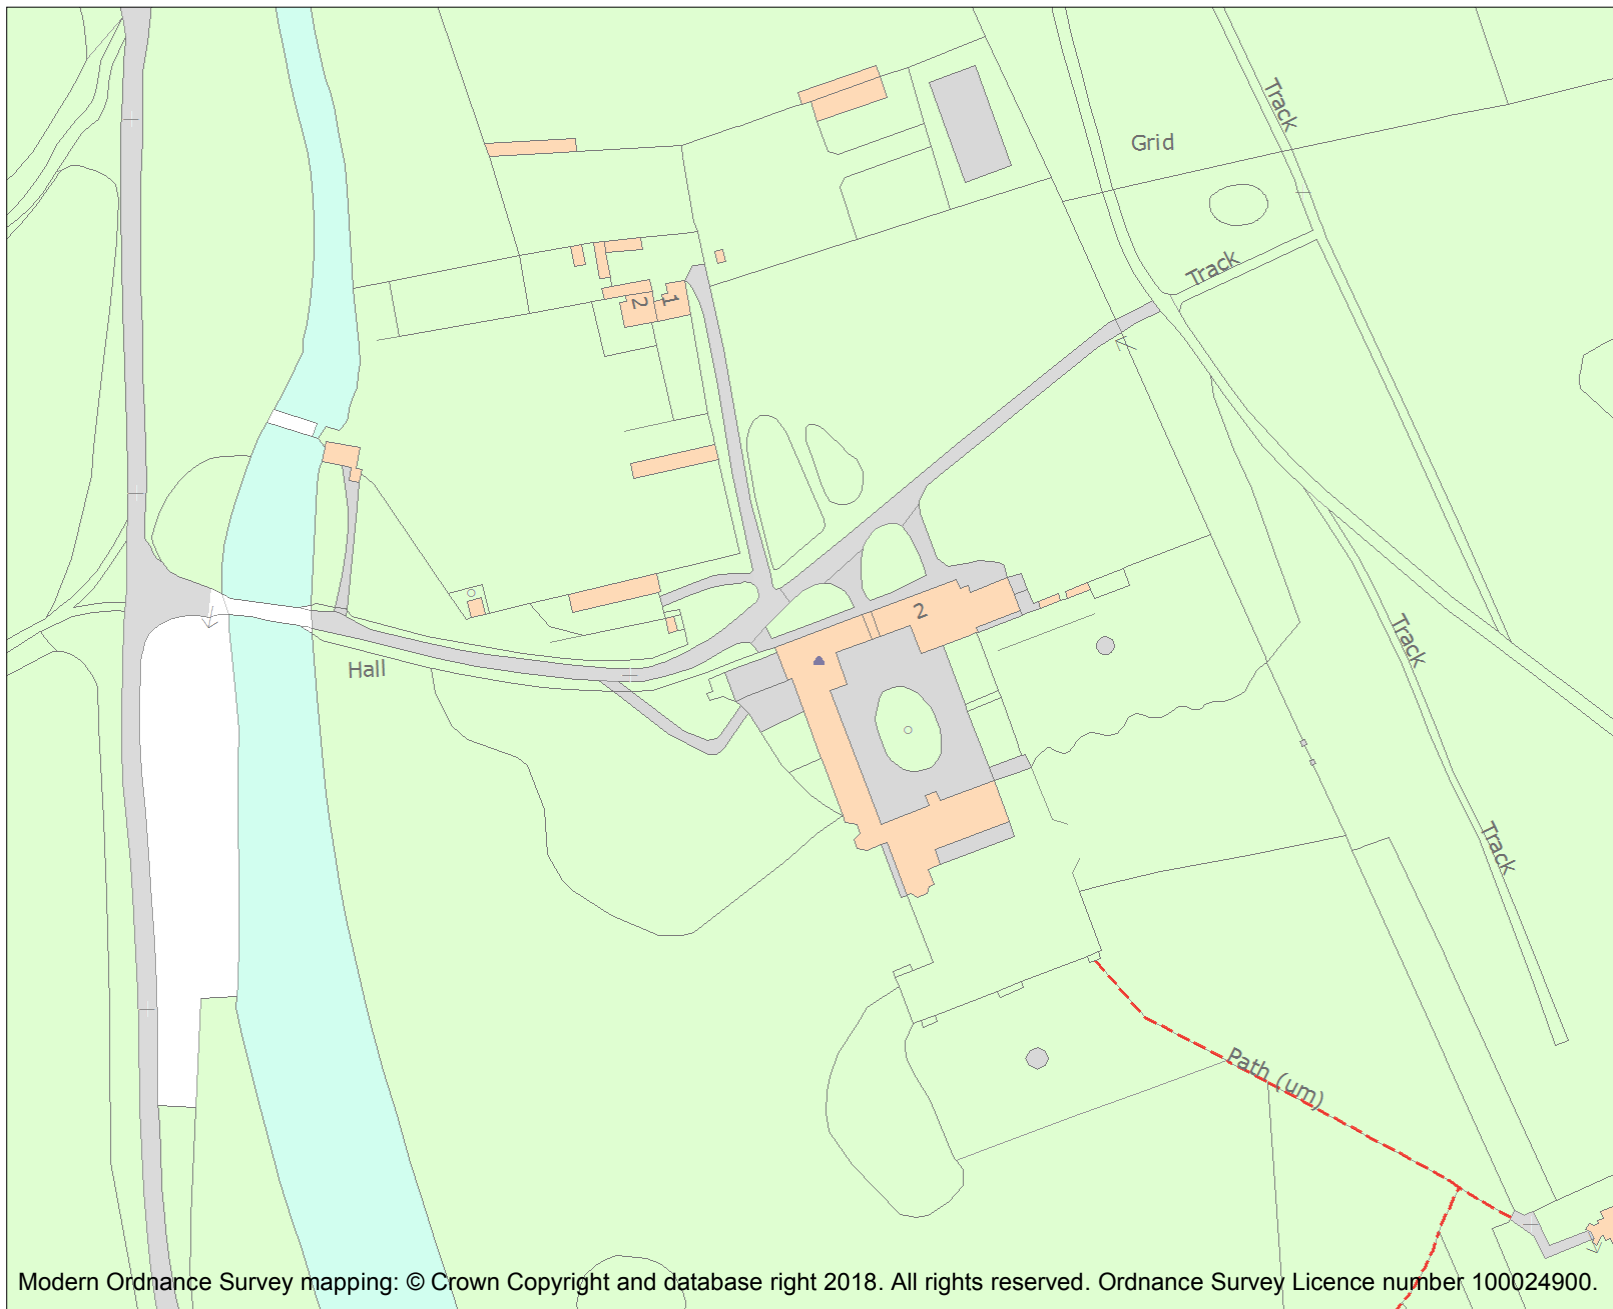 Track
Grid
Track
2
1
2
Hall
Track
Track
Path (um)
Modern Ordnance Survey mapping: © Crown Copyright and database right 2018. All rights reserved. Ordnance Survey Licence number 100024900.